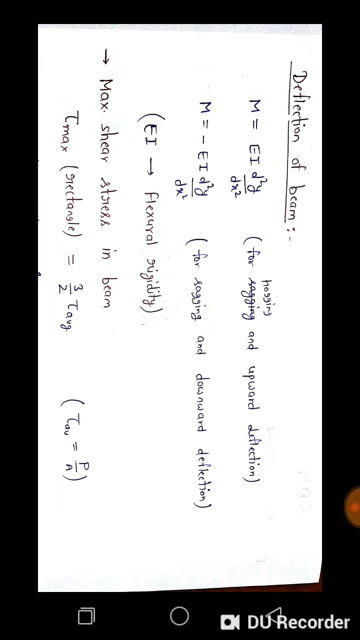 Deflection of beam :-
M = EI d²y/dx² (for sagging Hogging and upward deflection)
M = - EI d²y/dx² (for sagging and downward deflection)
(EI → flexural rigidity)
→ Max. shear stress in beam
τmax (rectangle) = 3/2 τavg (τav = P/A)
DU Recorder